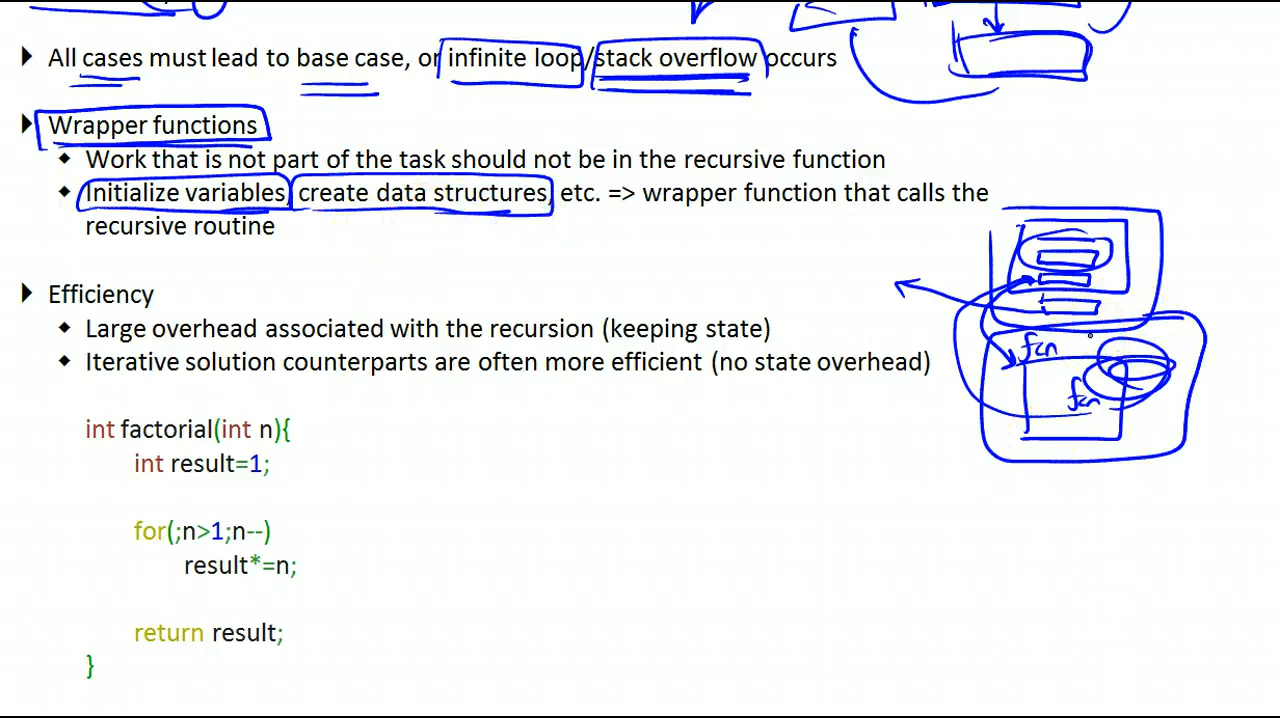 All cases must lead to base case, or infinite loop/stack overflow occurs
Wrapper functions
Work that is not part of the task should not be in the recursive function
Initialize variables, create data structures, etc. => wrapper function that calls the
recursive routine
Efficiency
Large overhead associated with the recursion (keeping state)
Iterative solution counterparts are often more efficient (no state overhead)
fcn
fcn
int factorial(int n){
int result=1;
for(;n>1;n--)
result*=n;
return result;
}